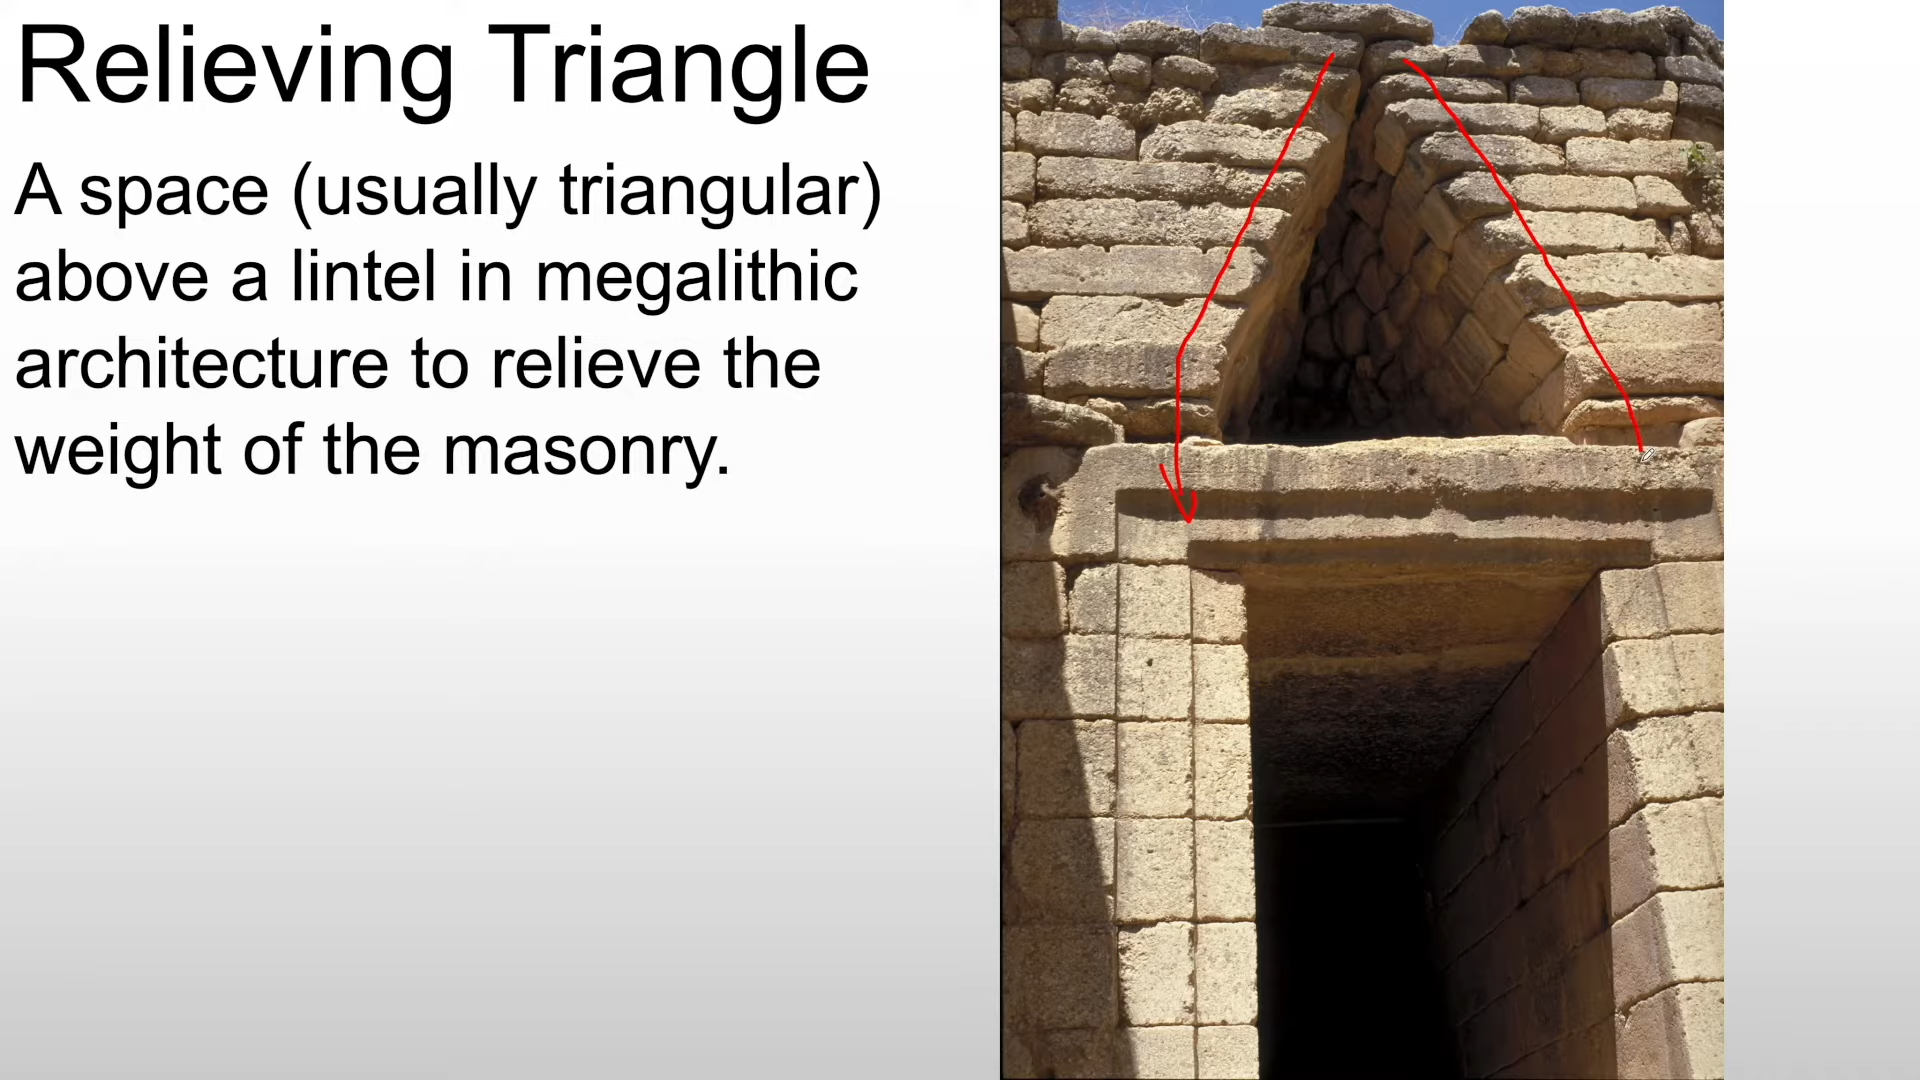 Relieving Triangle
A space (usually triangular)
above a lintel in megalithic
architecture to relieve the
weight of the masonry.